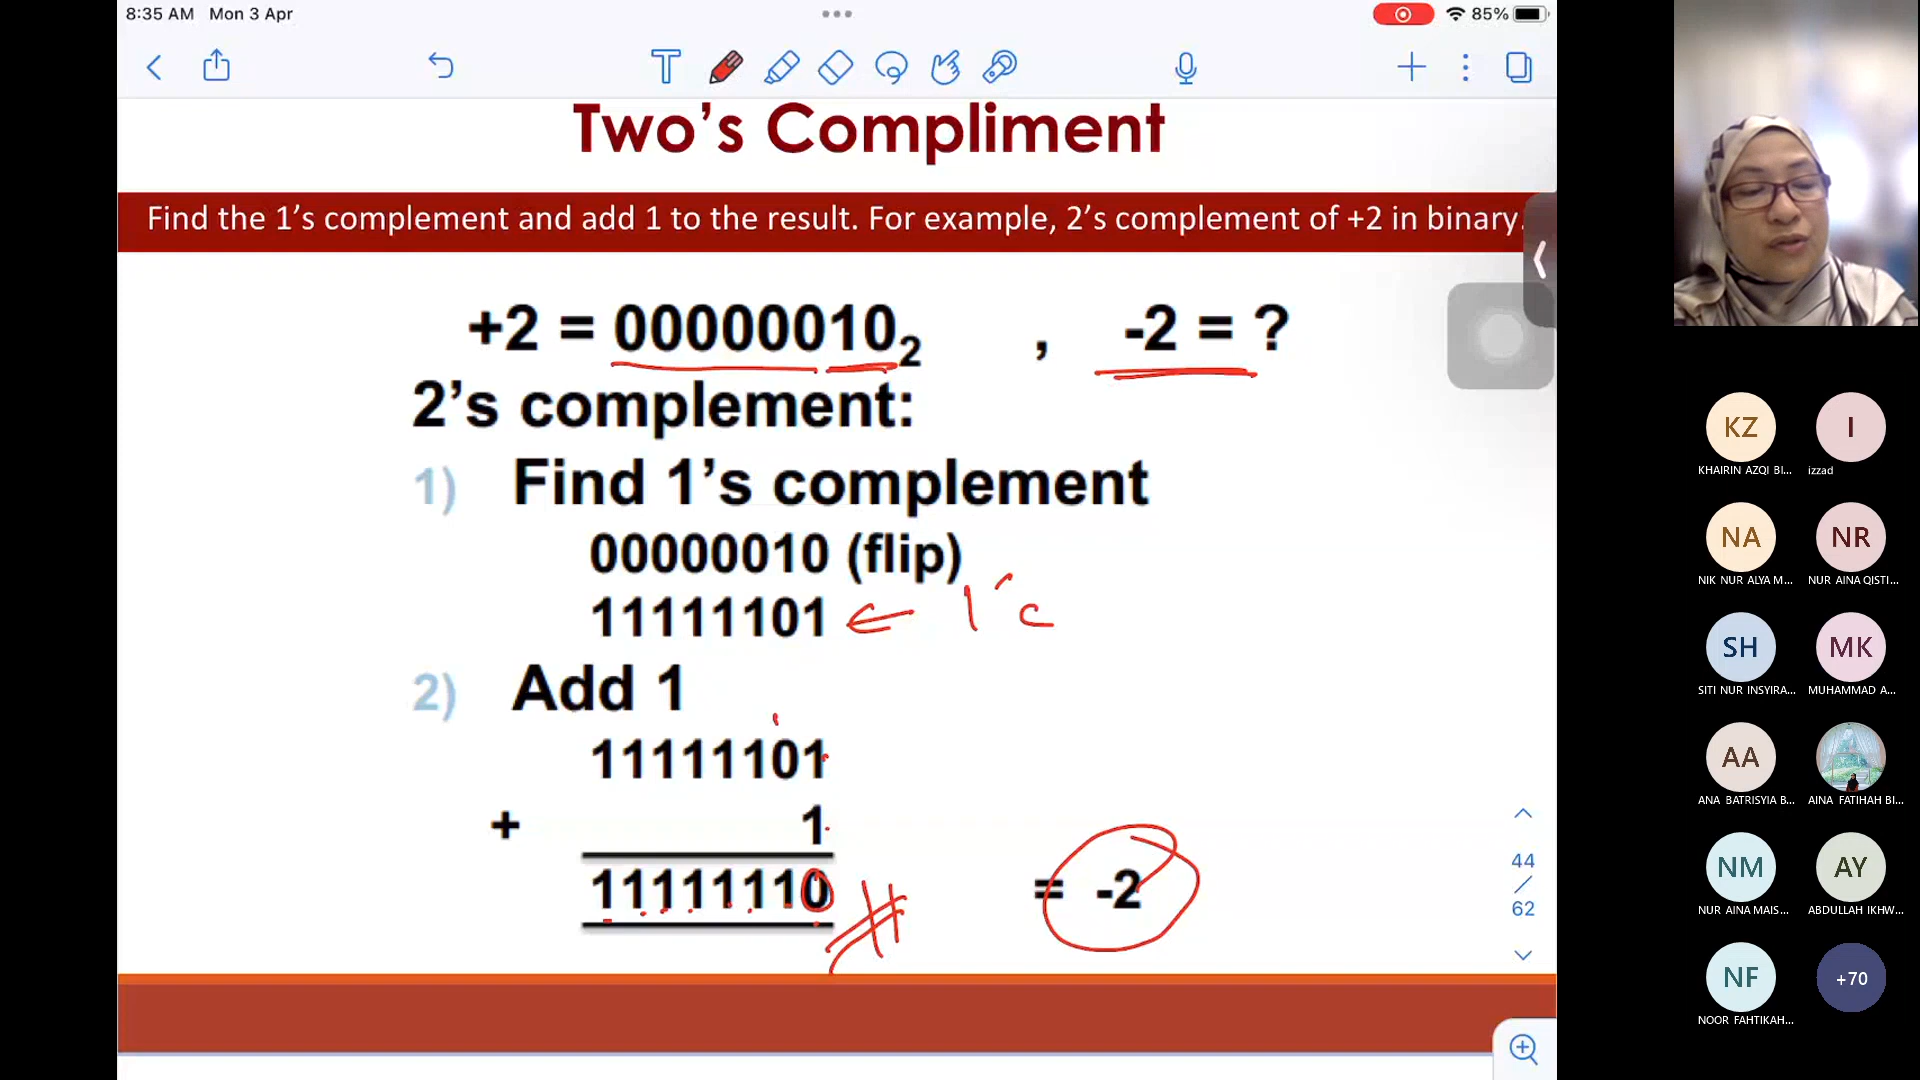 8:35 AM Mon 3 Apr
85%
T
Two's Compliment
Find the 1's complement and add 1 to the result. For example, 2's complement of +2 in binary.
+2 = 00000010₂ , -2 = ?
2's complement:
1) Find 1's complement
00000010 (flip)
11111101 ← 1'c
2) Add 1
1
11111101
+ 1
11111110 = -2
44
/
62
KZ
KHAIRIN AZQI BI...
I
izzad
NA
NIK NUR ALYA M...
NR
NUR AINA QISTI...
SH
SITI NUR INSYIRA...
MK
MUHAMMAD A...
AA
ANA BATRISYIA B...
AINA FATIHAH BI...
NM
NUR AINA MAIS...
AY
ABDULLAH IKHW...
NF
NOOR FAHTIKAH...
+70